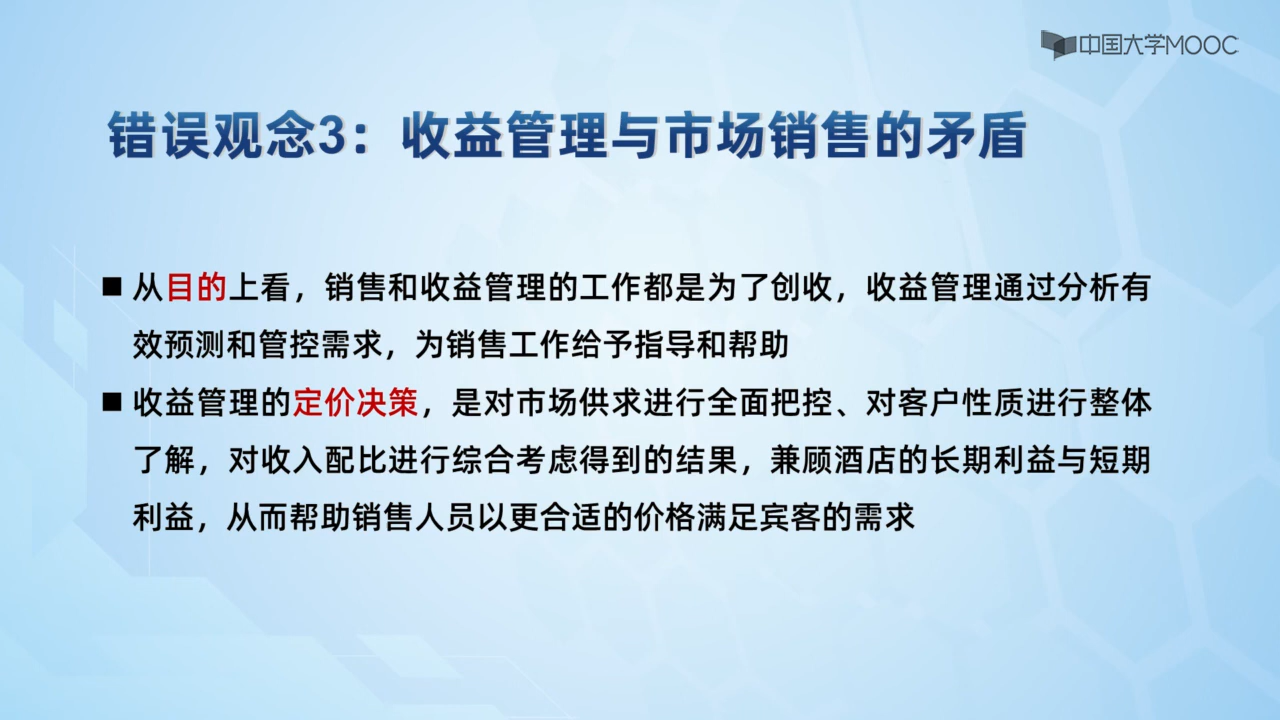 中国大学MOOC
错误观念3：收益管理与市场销售的矛盾
■ 从目的上看，销售和收益管理的工作都是为了创收，收益管理通过分析有
效预测和管控需求，为销售工作给予指导和帮助
■ 收益管理的定价决策，是对市场供求进行全面把控、对客户性质进行整体
了解，对收入配比进行综合考虑得到的结果，兼顾酒店的长期利益与短期
利益，从而帮助销售人员以更合适的价格满足宾客的需求